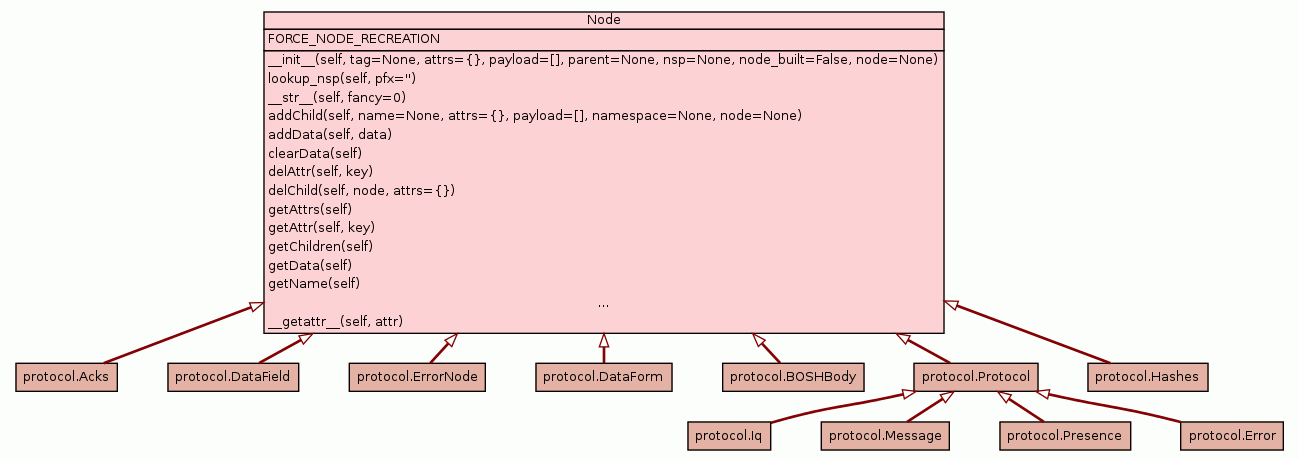 Node
FORCE_NODE_RECREATION
__init__(self, tag=None, attrs={}, payload=[], parent=None, nsp=None, node_built=False, node=None)
lookup_nsp(self, pfx='')
__str__(self, fancy=0)
addChild(self, name=None, attrs={}, payload=[], namespace=None, node=None)
addData(self, data)
clearData(self)
delAttr(self, key)
delChild(self, node, attrs={})
getAttrs(self)
getAttr(self, key)
getChildren(self)
getData(self)
getName(self)
...
__getattr__(self, attr)
protocol.Acks
protocol.DataField
protocol.ErrorNode
protocol.DataForm
protocol.BOSHBody
protocol.Protocol
protocol.Hashes
protocol.Iq
protocol.Message
protocol.Presence
protocol.Error